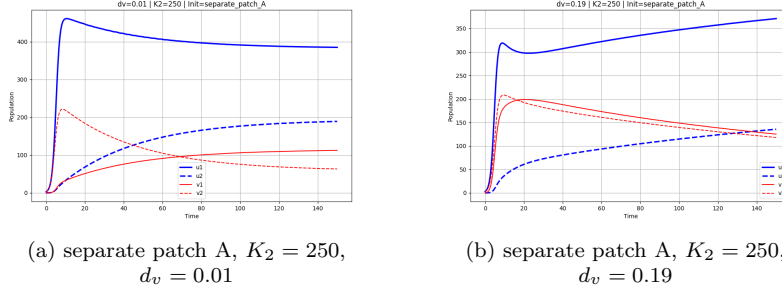 dv=0.01 | K2=250 | Init=separate_patch_A
400
300
200
100
0
Population
u1
u2
v1
v2
0 20 40 60 80 100 120 140
Time
(a) separate patch A, K₂ = 250,
dᵥ = 0.01
dv=0.19 | K2=250 | Init=separate_patch_A
350
300
250
200
150
100
50
0
Population
u
u
v
v
0 20 40 60 80 100 120 140
Time
(b) separate patch A, K₂ = 250,
dᵥ = 0.19